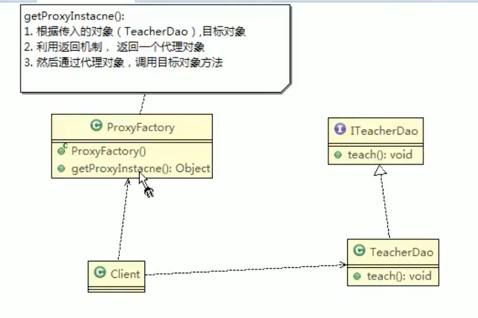 getProxyInstacne():
1. 根据传入的对象（TeacherDao）,目标对象
2. 利用返回机制， 返回一个代理对象
3. 然后通过代理对象，调用目标对象方法
C ProxyFactory
C ProxyFactory()
getProxyInstacne(): Object
I ITeacherDao
teach(): void
C Client
C TeacherDao
teach(): void